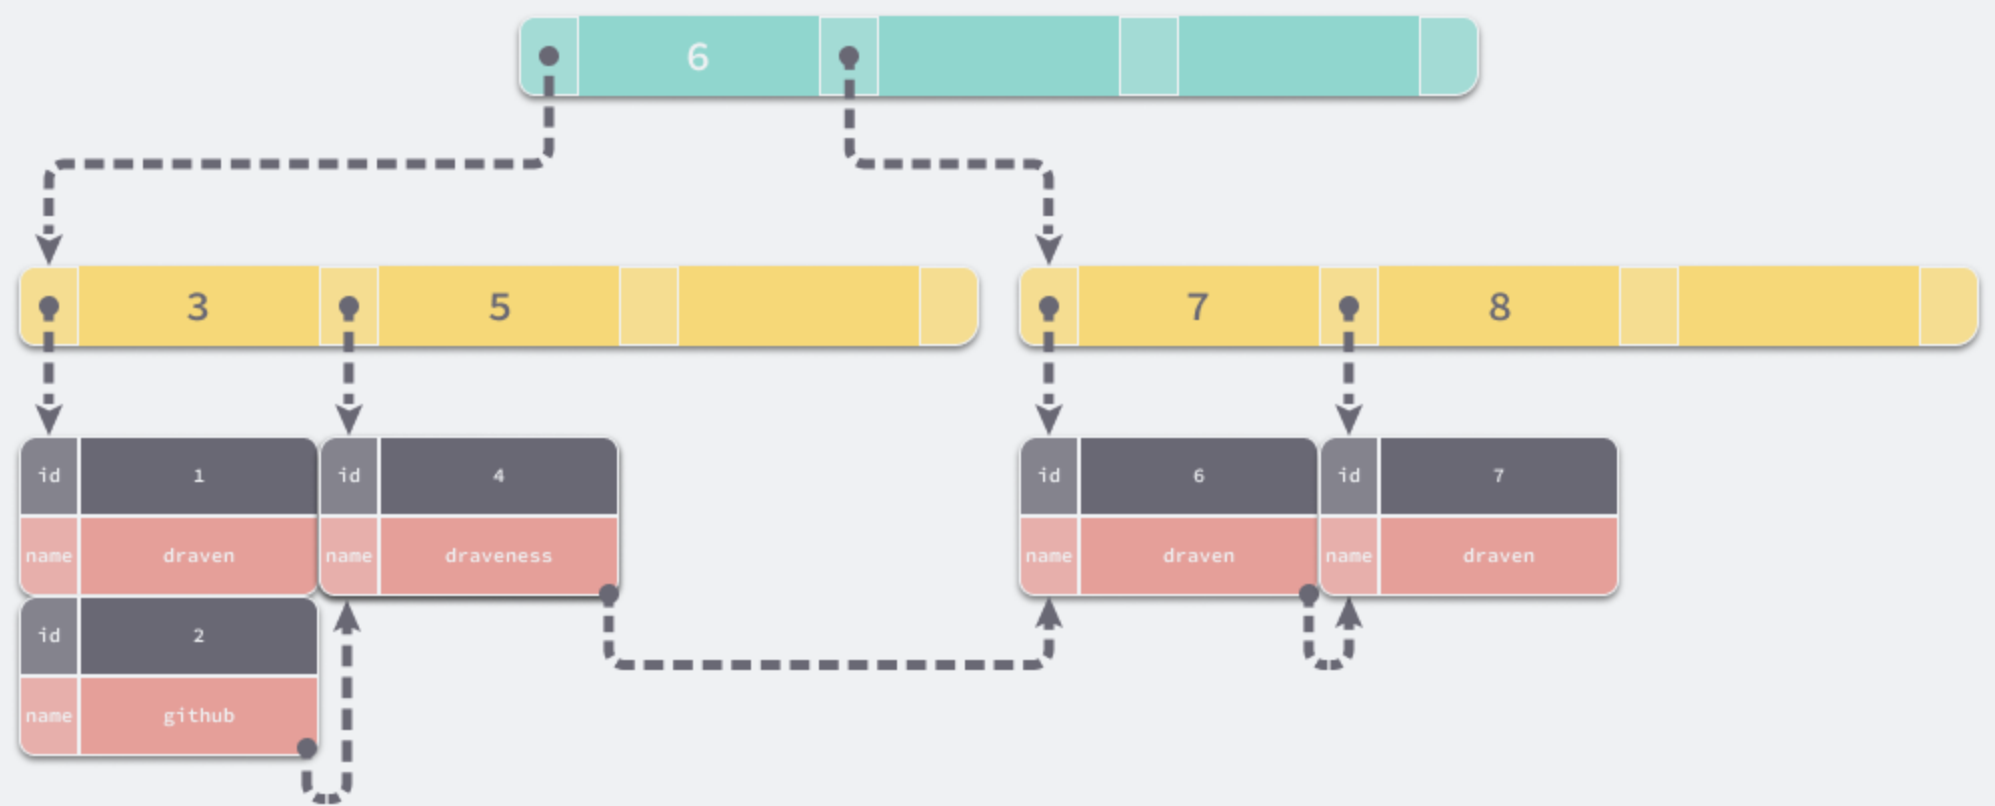 6
3 5 7 8
id 1 id 4 id 6 id 7
name draven name draveness name draven name draven
id 2
name github